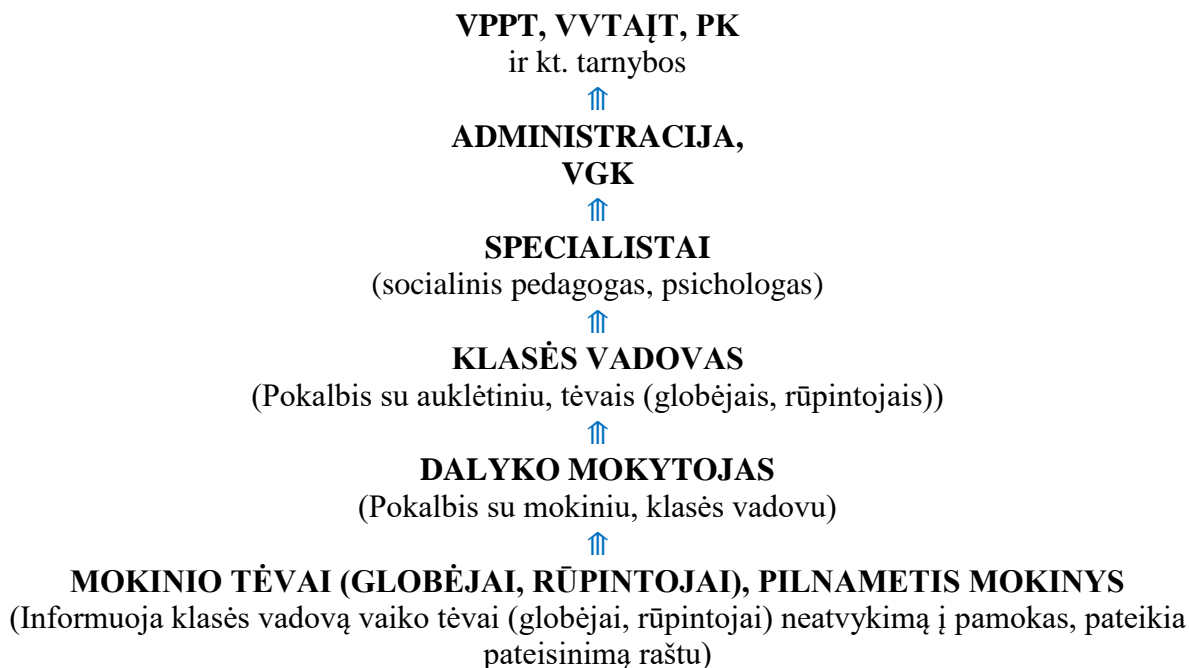 VPPT, VVTAĮT, PK
ir kt. tarnybos
⇑
ADMINISTRACIJA,
VGK
⇑
SPECIALISTAI
(socialinis pedagogas, psichologas)
⇑
KLASĖS VADOVAS
(Pokalbis su auklėtiniu, tėvais (globėjais, rūpintojais))
⇑
DALYKO MOKYTOJAS
(Pokalbis su mokiniu, klasės vadovu)
⇑
MOKINIO TĖVAI (GLOBĖJAI, RŪPINTOJAI), PILNAMETIS MOKINYS
(Informuoja klasės vadovą vaiko tėvai (globėjai, rūpintojai) neatvykimą į pamokas, pateikia
pateisinimą raštu)